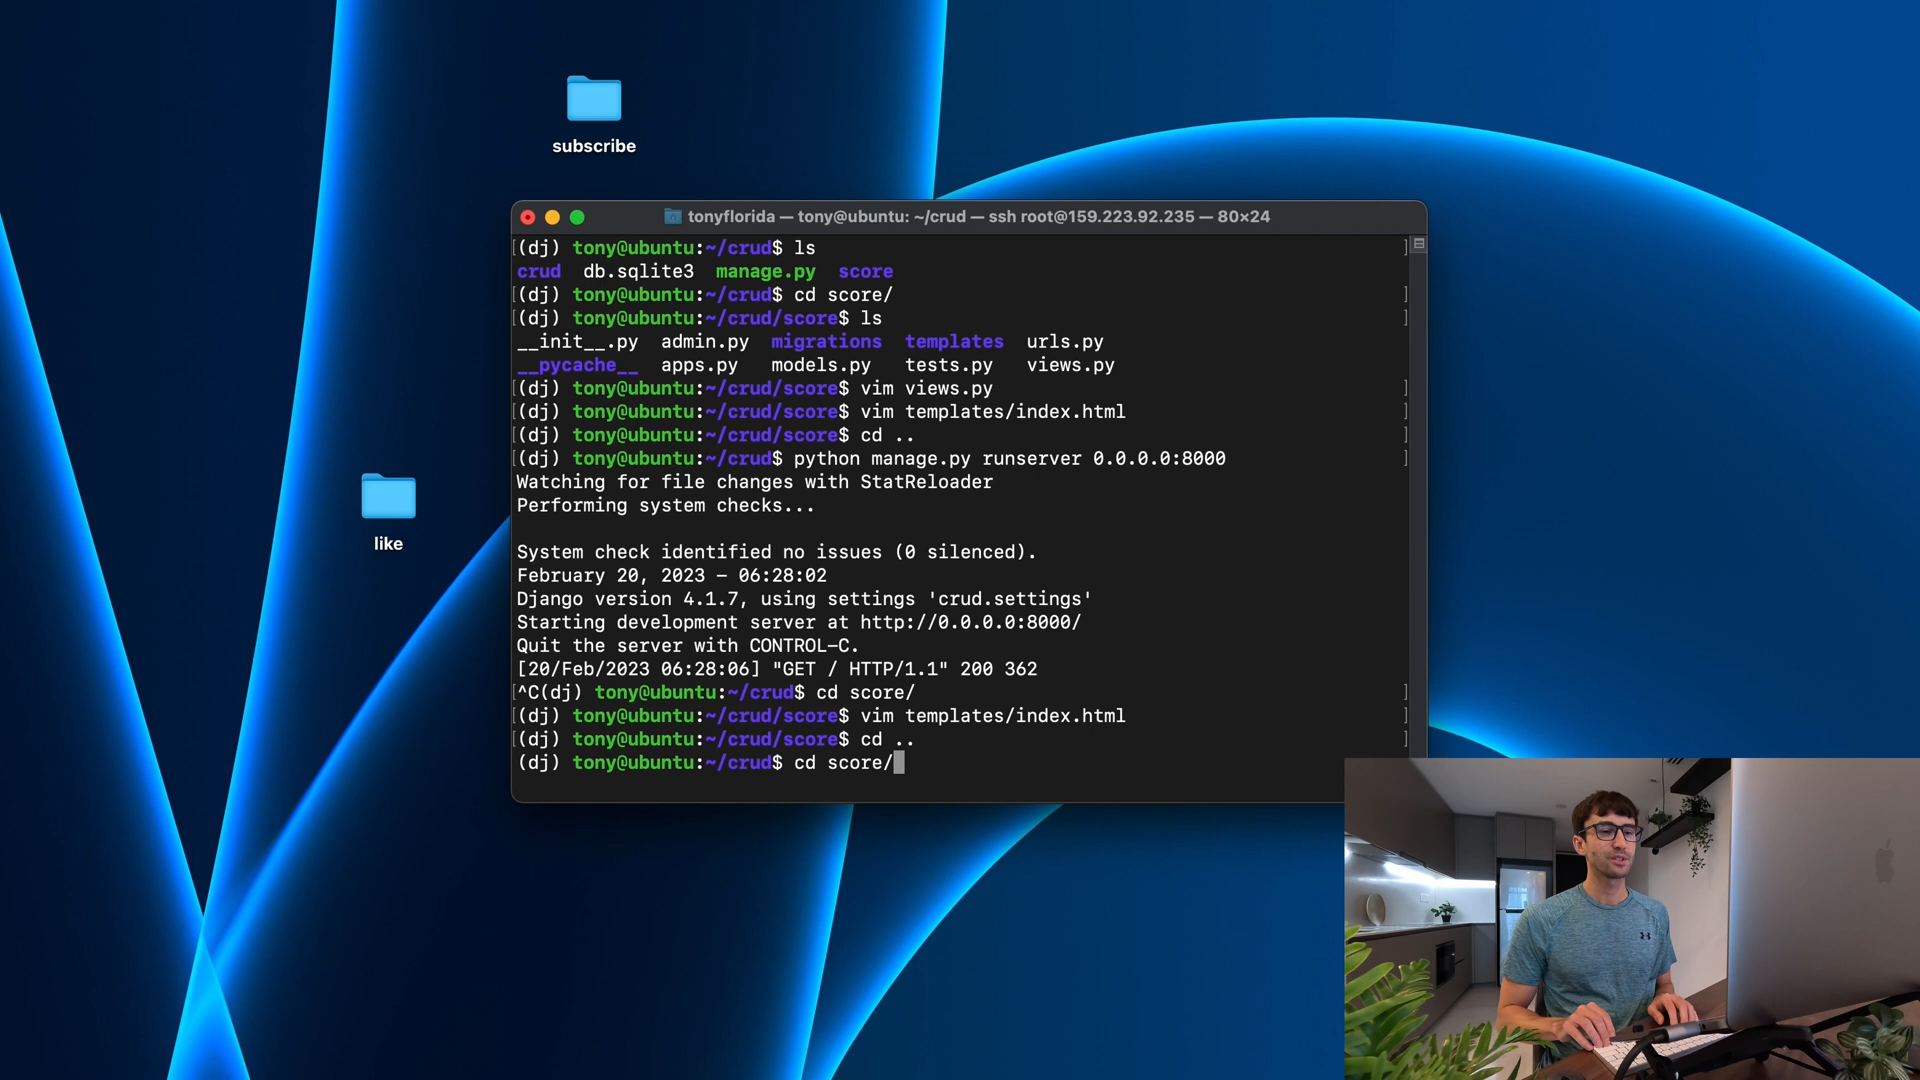 subscribe
like
tonyflorida — tony@ubuntu: ~/crud — ssh root@159.223.92.235 — 80×24
[(dj) tony@ubuntu:~/crud$ ls ]
crud db.sqlite3 manage.py score
[(dj) tony@ubuntu:~/crud$ cd score/ ]
[(dj) tony@ubuntu:~/crud/score$ ls ]
__init__.py admin.py migrations templates urls.py
__pycache__ apps.py models.py tests.py views.py
[(dj) tony@ubuntu:~/crud/score$ vim views.py ]
[(dj) tony@ubuntu:~/crud/score$ vim templates/index.html ]
[(dj) tony@ubuntu:~/crud/score$ cd .. ]
[(dj) tony@ubuntu:~/crud$ python manage.py runserver 0.0.0.0:8000 ]
Watching for file changes with StatReloader
Performing system checks...
System check identified no issues (0 silenced).
February 20, 2023 - 06:28:02
Django version 4.1.7, using settings 'crud.settings'
Starting development server at http://0.0.0.0:8000/
Quit the server with CONTROL-C.
[20/Feb/2023 06:28:06] "GET / HTTP/1.1" 200 362
[^C(dj) tony@ubuntu:~/crud$ cd score/ ]
[(dj) tony@ubuntu:~/crud/score$ vim templates/index.html ]
[(dj) tony@ubuntu:~/crud/score$ cd .. ]
(dj) tony@ubuntu:~/crud$ cd score/